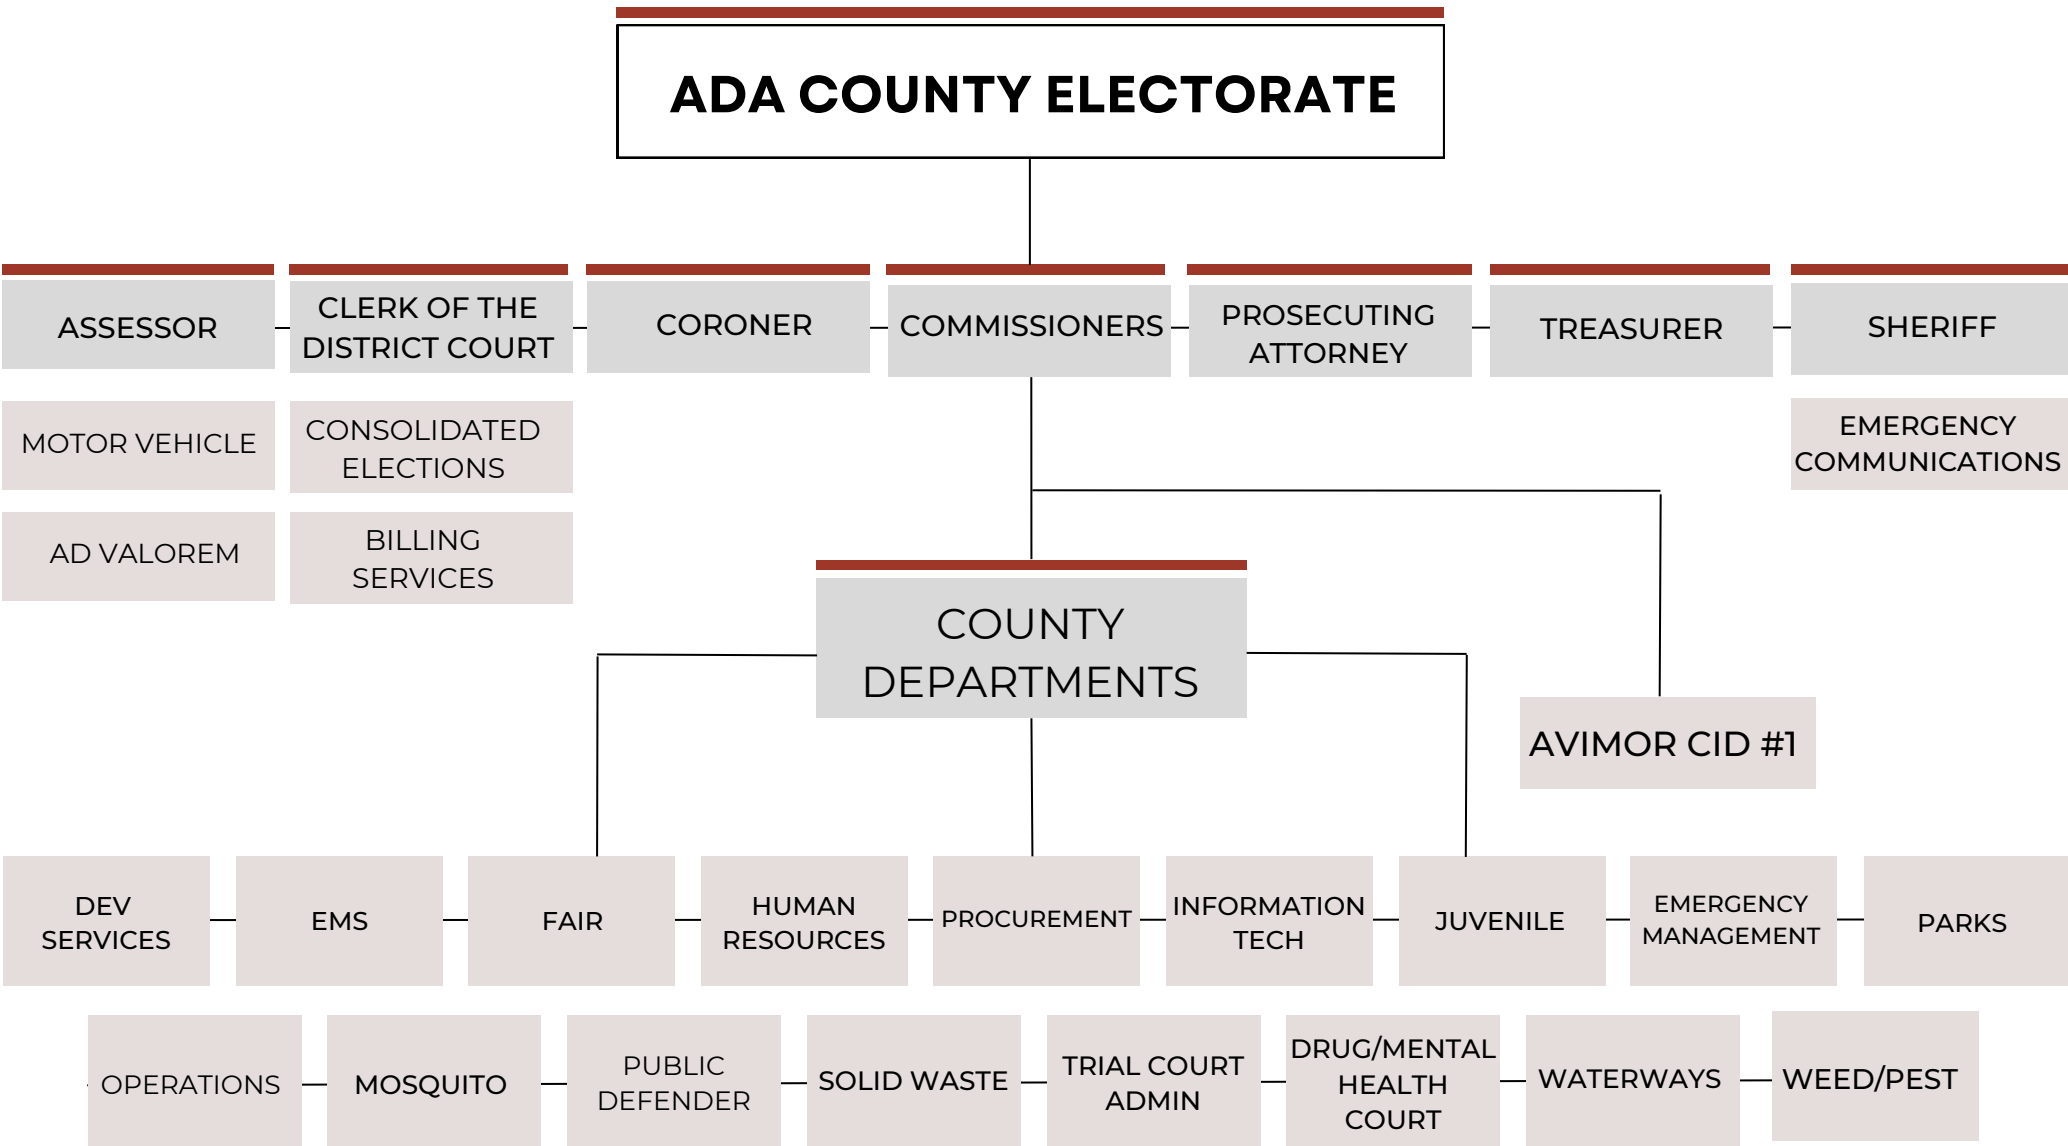 ADA COUNTY ELECTORATE
ASSESSOR
CLERK OF THE
DISTRICT COURT
CORONER
COMMISSIONERS
PROSECUTING
ATTORNEY
TREASURER
SHERIFF
MOTOR VEHICLE
CONSOLIDATED
ELECTIONS
EMERGENCY
COMMUNICATIONS
AD VALOREM
BILLING
SERVICES
COUNTY
DEPARTMENTS
AVIMOR CID #1
DEV
SERVICES
EMS
FAIR
HUMAN
RESOURCES
PROCUREMENT
INFORMATION
TECH
JUVENILE
EMERGENCY
MANAGEMENT
PARKS
OPERATIONS
MOSQUITO
PUBLIC
DEFENDER
SOLID WASTE
TRIAL COURT
ADMIN
DRUG/MENTAL
HEALTH
COURT
WATERWAYS
WEED/PEST